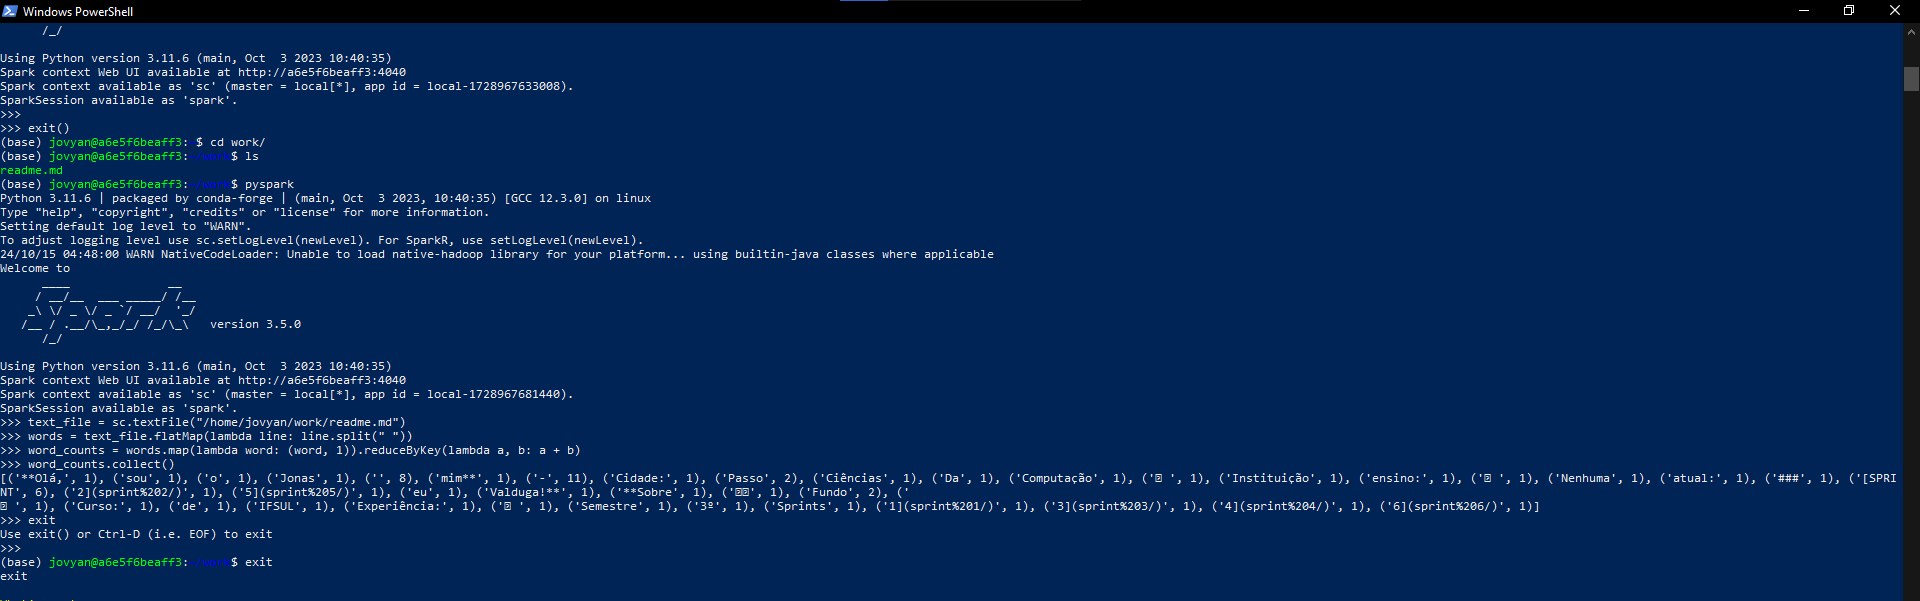 Windows PowerShell
      /_/
Using Python version 3.11.6 (main, Oct  3 2023 10:40:35)
Spark context Web UI available at http://a6e5f6beaff3:4040
Spark context available as 'sc' (master = local[*], app id = local-1728967633008).
SparkSession available as 'spark'.
>>>
>>> exit()
(base) jovyan@a6e5f6beaff3:~$ cd work/
(base) jovyan@a6e5f6beaff3:~/work$ ls
readme.md
(base) jovyan@a6e5f6beaff3:~/work$ pyspark
Python 3.11.6 | packaged by conda-forge | (main, Oct  3 2023, 10:40:35) [GCC 12.3.0] on linux
Type "help", "copyright", "credits" or "license" for more information.
Setting default log level to "WARN".
To adjust logging level use sc.setLogLevel(newLevel). For SparkR, use setLogLevel(newLevel).
24/10/15 04:48:00 WARN NativeCodeLoader: Unable to load native-hadoop library for your platform... using builtin-java classes where applicable
Welcome to
      ____              __
     / __/__  ___ _____/ /__
    _\ \/ _ \/ _ `/ __/  '_/
   /__ / .__/\_,_/_/ /_/\_\   version 3.5.0
      /_/
Using Python version 3.11.6 (main, Oct  3 2023 10:40:35)
Spark context Web UI available at http://a6e5f6beaff3:4040
Spark context available as 'sc' (master = local[*], app id = local-1728967681440).
SparkSession available as 'spark'.
>>> text_file = sc.textFile("/home/jovyan/work/readme.md")
>>> words = text_file.flatMap(lambda line: line.split(" "))
>>> word_counts = words.map(lambda word: (word, 1)).reduceByKey(lambda a, b: a + b)
>>> word_counts.collect()
[('**Olá,', 1), ('sou', 1), ('o', 1), ('Jonas', 1), ('', 8), ('mim**', 1), ('-', 11), ('Cidade:', 1), ('Passo', 2), ('Ciências', 1), ('Da', 1), ('Computação', 1), (' ', 1), ('Instituição', 1), ('ensino:', 1), (' ', 1), ('Nenhuma', 1), ('atual:', 1), ('###', 1), ('[SPRI
NT', 6), ('2](sprint%202/)', 1), ('5](sprint%205/)', 1), ('eu', 1), ('Valduga!**', 1), ('**Sobre', 1), ('', 1), ('Fundo', 2), ('
 ', 1), ('Curso:', 1), ('de', 1), ('IFSUL', 1), ('Experiência:', 1), (' ', 1), ('Semestre', 1), ('3º', 1), ('Sprints', 1), ('1](sprint%201/)', 1), ('3](sprint%203/)', 1), ('4](sprint%204/)', 1), ('6](sprint%206/)', 1)]
>>> exit
Use exit() or Ctrl-D (i.e. EOF) to exit
>>>
(base) jovyan@a6e5f6beaff3:~/work$ exit
exit